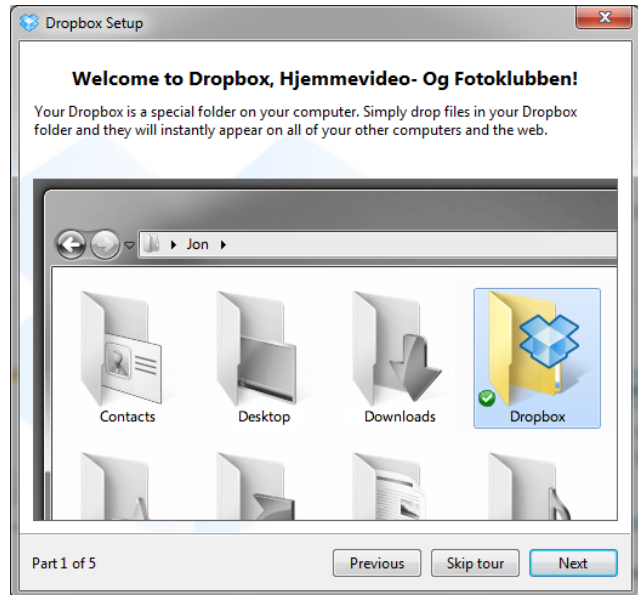 Dropbox Setup
Welcome to Dropbox, Hjemmevideo- Og Fotoklubben!
Your Dropbox is a special folder on your computer. Simply drop files in your Dropbox
folder and they will instantly appear on all of your other computers and the web.
Jon
Contacts Desktop Downloads Dropbox
Part 1 of 5 Previous Skip tour Next